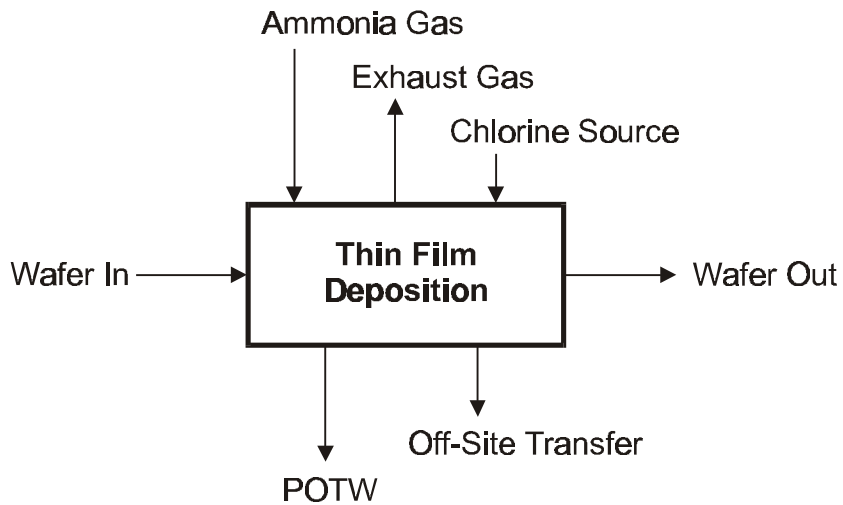 Ammonia Gas
Exhaust Gas
Chlorine Source
Thin Film
Deposition
Wafer In
Wafer Out
Off-Site Transfer
POTW